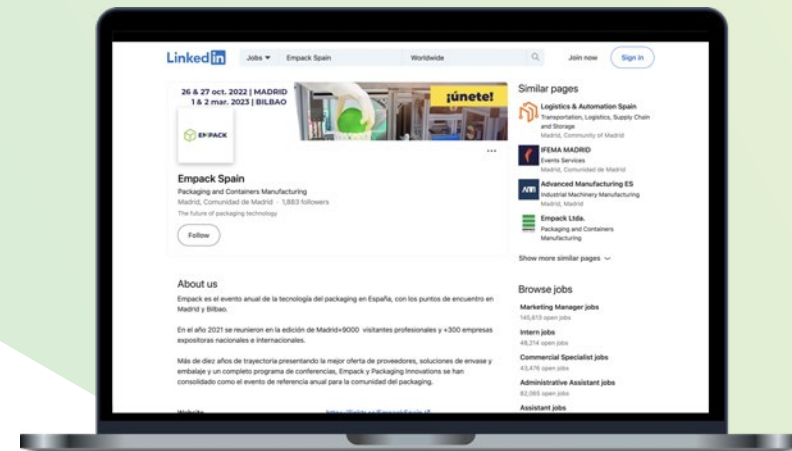 Linked in
Jobs
Empack Spain
Worldwide
Join now
Sign in
26 & 27 oct. 2022 | MADRID
1 & 2 mar. 2023 | BILBAO
¡únete!
EMPACK
Empack Spain
Packaging and Containers Manufacturing
Madrid, Comunidad de Madrid · 1,883 followers
The future of packaging technology
Follow
About us
Empack es el evento anual de la tecnología del packaging en España, con los puntos de encuentro en
Madrid y Bilbao.
En el año 2021 se reunieron en la edición de Madrid+9000 visitantes profesionales y +300 empresas
expositoras nacionales e internacionales.
Más de diez años de trayectoria presentando la mejor oferta de proveedores, soluciones de envase y
embalaje y un completo programa de conferencias, Empack y Packaging Innovations se han
consolidado como el evento de referencia anual para la comunidad del packaging.
Website
Similar pages
Logistics & Automation Spain
Transportation, Logistics, Supply Chain
and Storage
Madrid, Community of Madrid
IFEMA MADRID
Events Services
Madrid, Comunidad de Madrid
Advanced Manufacturing ES
Industrial Machinery Manufacturing
Madrid, Madrid
Empack Ltda.
Packaging and Containers
Manufacturing
Show more similar pages
Browse jobs
Marketing Manager jobs
145,813 open jobs
Intern jobs
48,214 open jobs
Commercial Specialist jobs
43,476 open jobs
Administrative Assistant jobs
82,085 open jobs
Assistant jobs